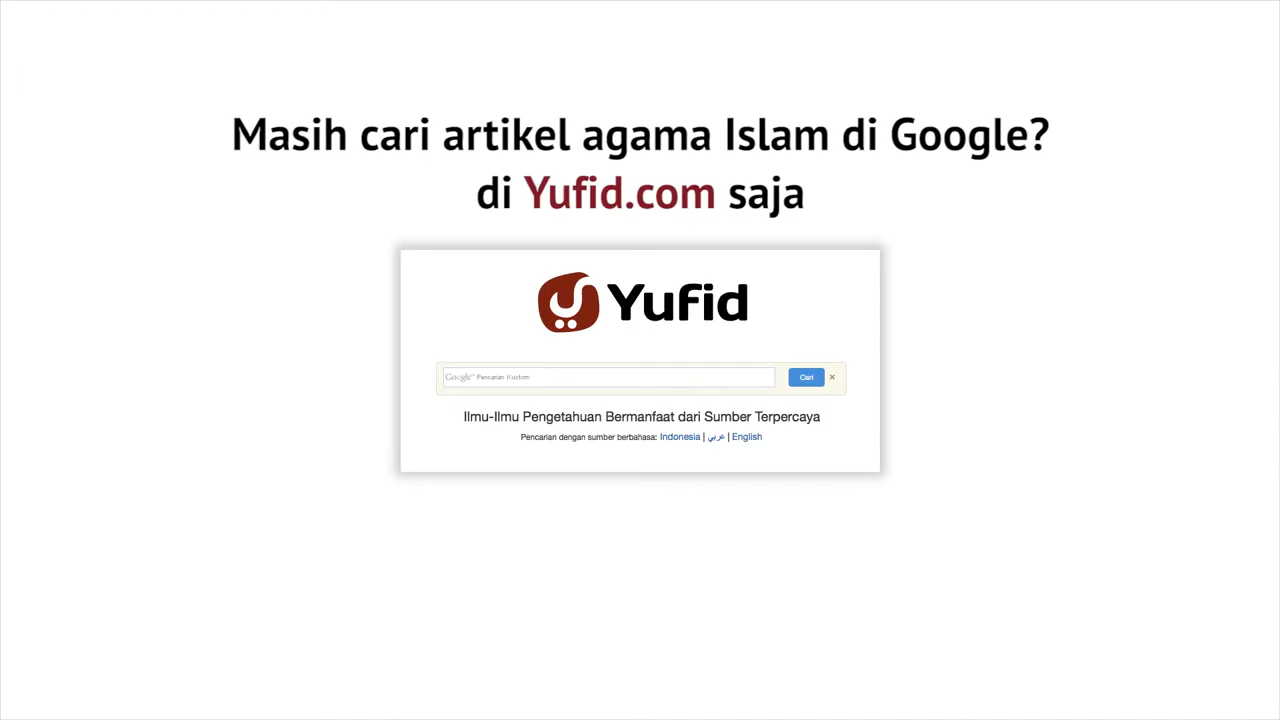 Masih cari artikel agama Islam di Google?
di Yufid.com saja
Yufid
Google™ Pencarian Kustom
Cari ×
Ilmu-Ilmu Pengetahuan Bermanfaat dari Sumber Terpercaya
Pencarian dengan sumber berbahasa: Indonesia | عربي | English